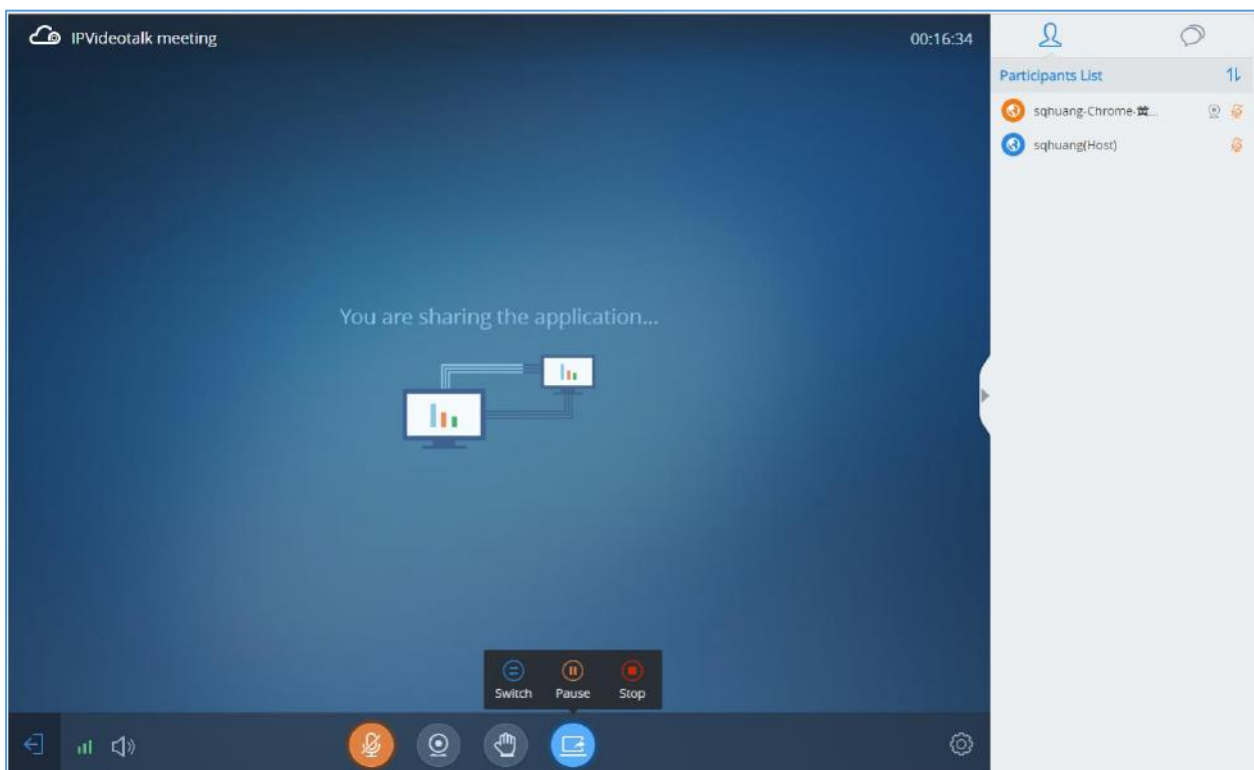 IPVideotalk meeting
00:16:34
You are sharing the application...
Switch Pause Stop
Participants List
sqhuang-Chrome-黄...
sqhuang(Host)